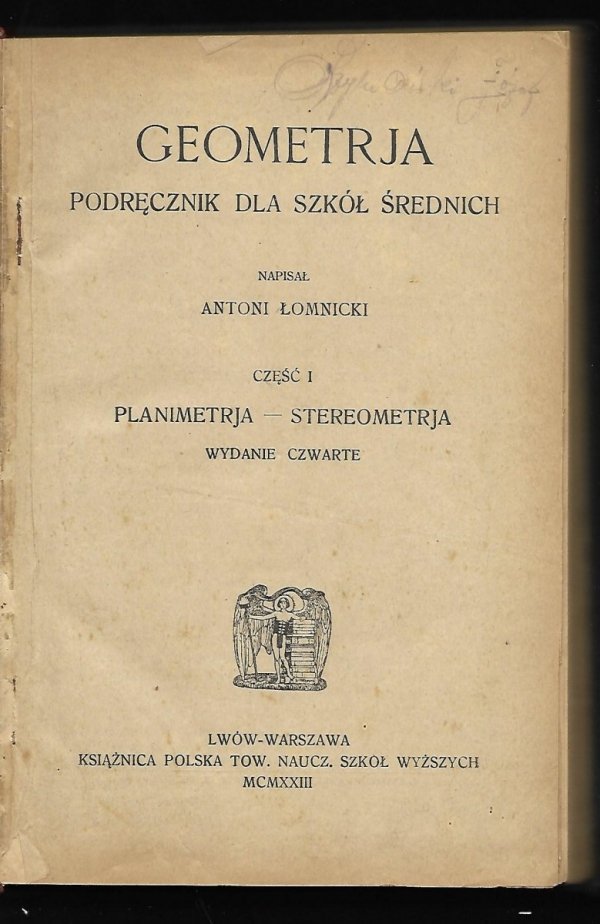 GEOMETRJA
PODRĘCZNIK DLA SZKÓŁ ŚREDNICH
NAPISAŁ
ANTONI ŁOMNICKI
CZĘŚĆ I
PLANIMETRJA — STEREOMETRJA
WYDANIE CZWARTE
LWÓW-WARSZAWA
KSIĄŻNICA POLSKA TOW. NAUCZ. SZKÓŁ WYŻSZYCH
MCMXXIII